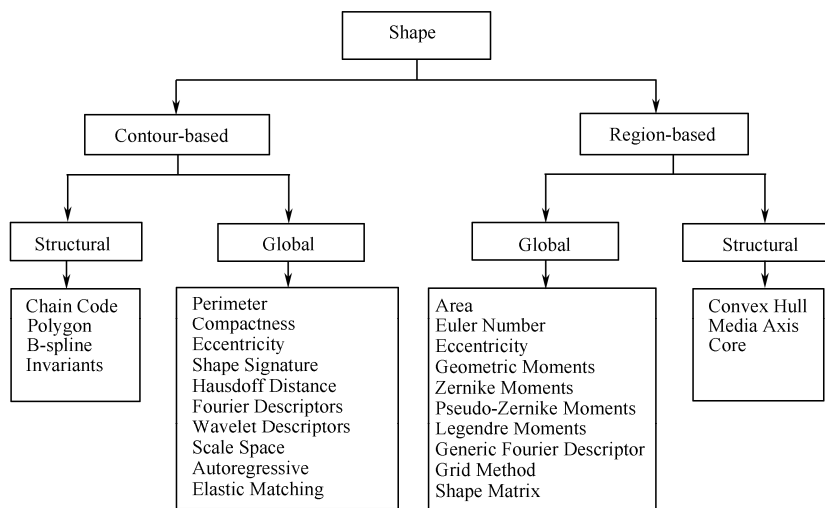 Shape
Contour-based
Region-based
Structural
Global
Global
Structural
Chain Code
Polygon
B-spline
Invariants
Perimeter
Compactness
Eccentricity
Shape Signature
Hausdoff Distance
Fourier Descriptors
Wavelet Descriptors
Scale Space
Autoregressive
Elastic Matching
Area
Euler Number
Eccentricity
Geometric Moments
Zernike Moments
Pseudo-Zernike Moments
Legendre Moments
Generic Fourier Descriptor
Grid Method
Shape Matrix
Convex Hull
Media Axis
Core